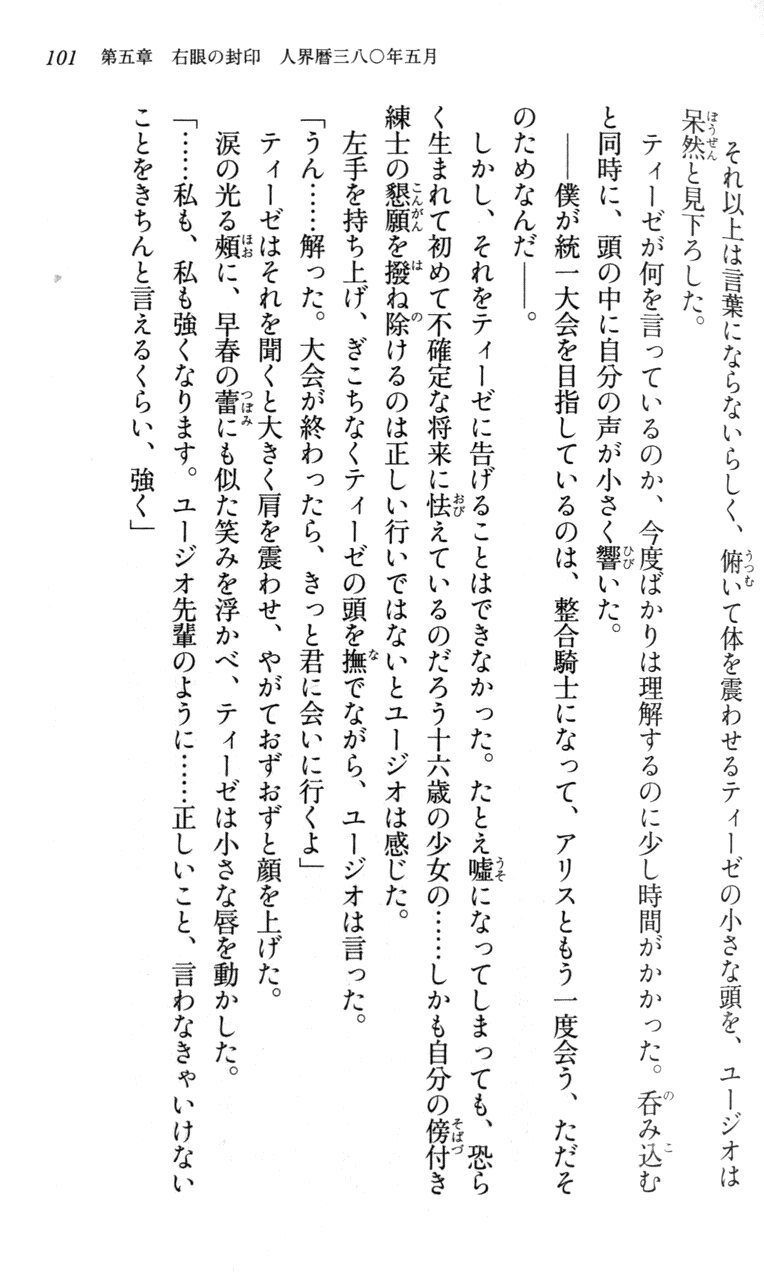 101　第五章　右眼の封印　人界暦三八〇年五月
それ以上は言葉にならないらしく、俯いて体を震わせるティーゼの小さな頭を、ユージオは
呆然と見下ろした。
ティーゼが何を言っているのか、今度ばかりは理解するのに少し時間がかかった。呑み込む
と同時に、頭の中に自分の声が小さく響いた。
――僕が統一大会を目指しているのは、整合騎士になって、アリスともう一度会う、ただそ
のためなんだ――。
しかし、それをティーゼに告げることはできなかった。たとえ嘘になってしまっても、恐ら
く生まれて初めて不確定な将来に怯えているのだろう十六歳の少女の……しかも自分の傍付き
練士の懇願を撥ね除けるのは正しい行いではないとユージオは感じた。
左手を持ち上げ、ぎこちなくティーゼの頭を撫でながら、ユージオは言った。
「うん……解った。大会が終わったら、きっと君に会いに行くよ」
ティーゼはそれを聞くと大きく肩を震わせ、やがておずおずと顔を上げた。
涙の光る頰に、早春の蕾にも似た笑みを浮かべ、ティーゼは小さな唇を動かした。
「……私も、私も強くなります。ユージオ先輩のように……正しいこと、言わなきゃいけない
ことをきちんと言えるくらい、強く」